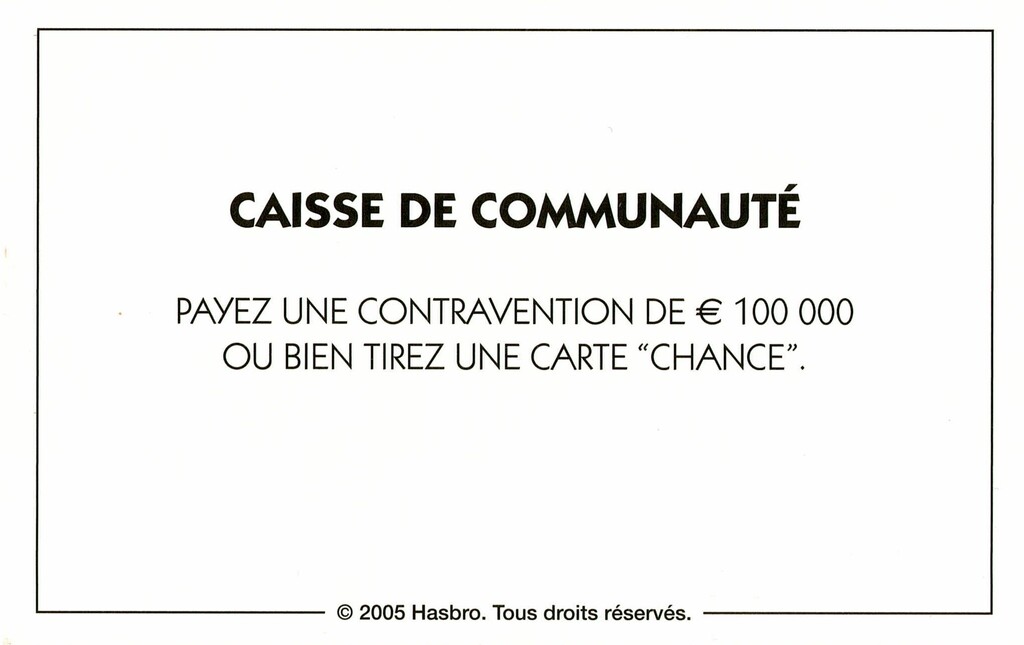 CAISSE DE COMMUNAUTÉ
PAYEZ UNE CONTRAVENTION DE € 100 000
OU BIEN TIREZ UNE CARTE “CHANCE”.
© 2005 Hasbro. Tous droits réservés.